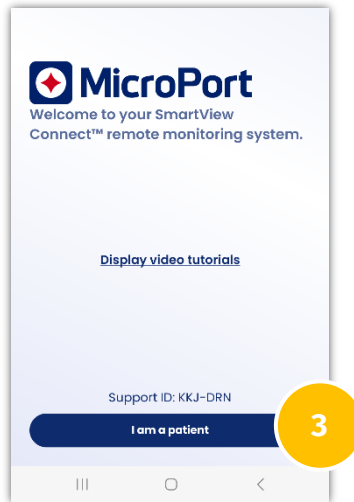 MicroPort
Welcome to your SmartView
Connect™ remote monitoring system.
Display video tutorials
Support ID: KKJ-DRN
I am a patient
3